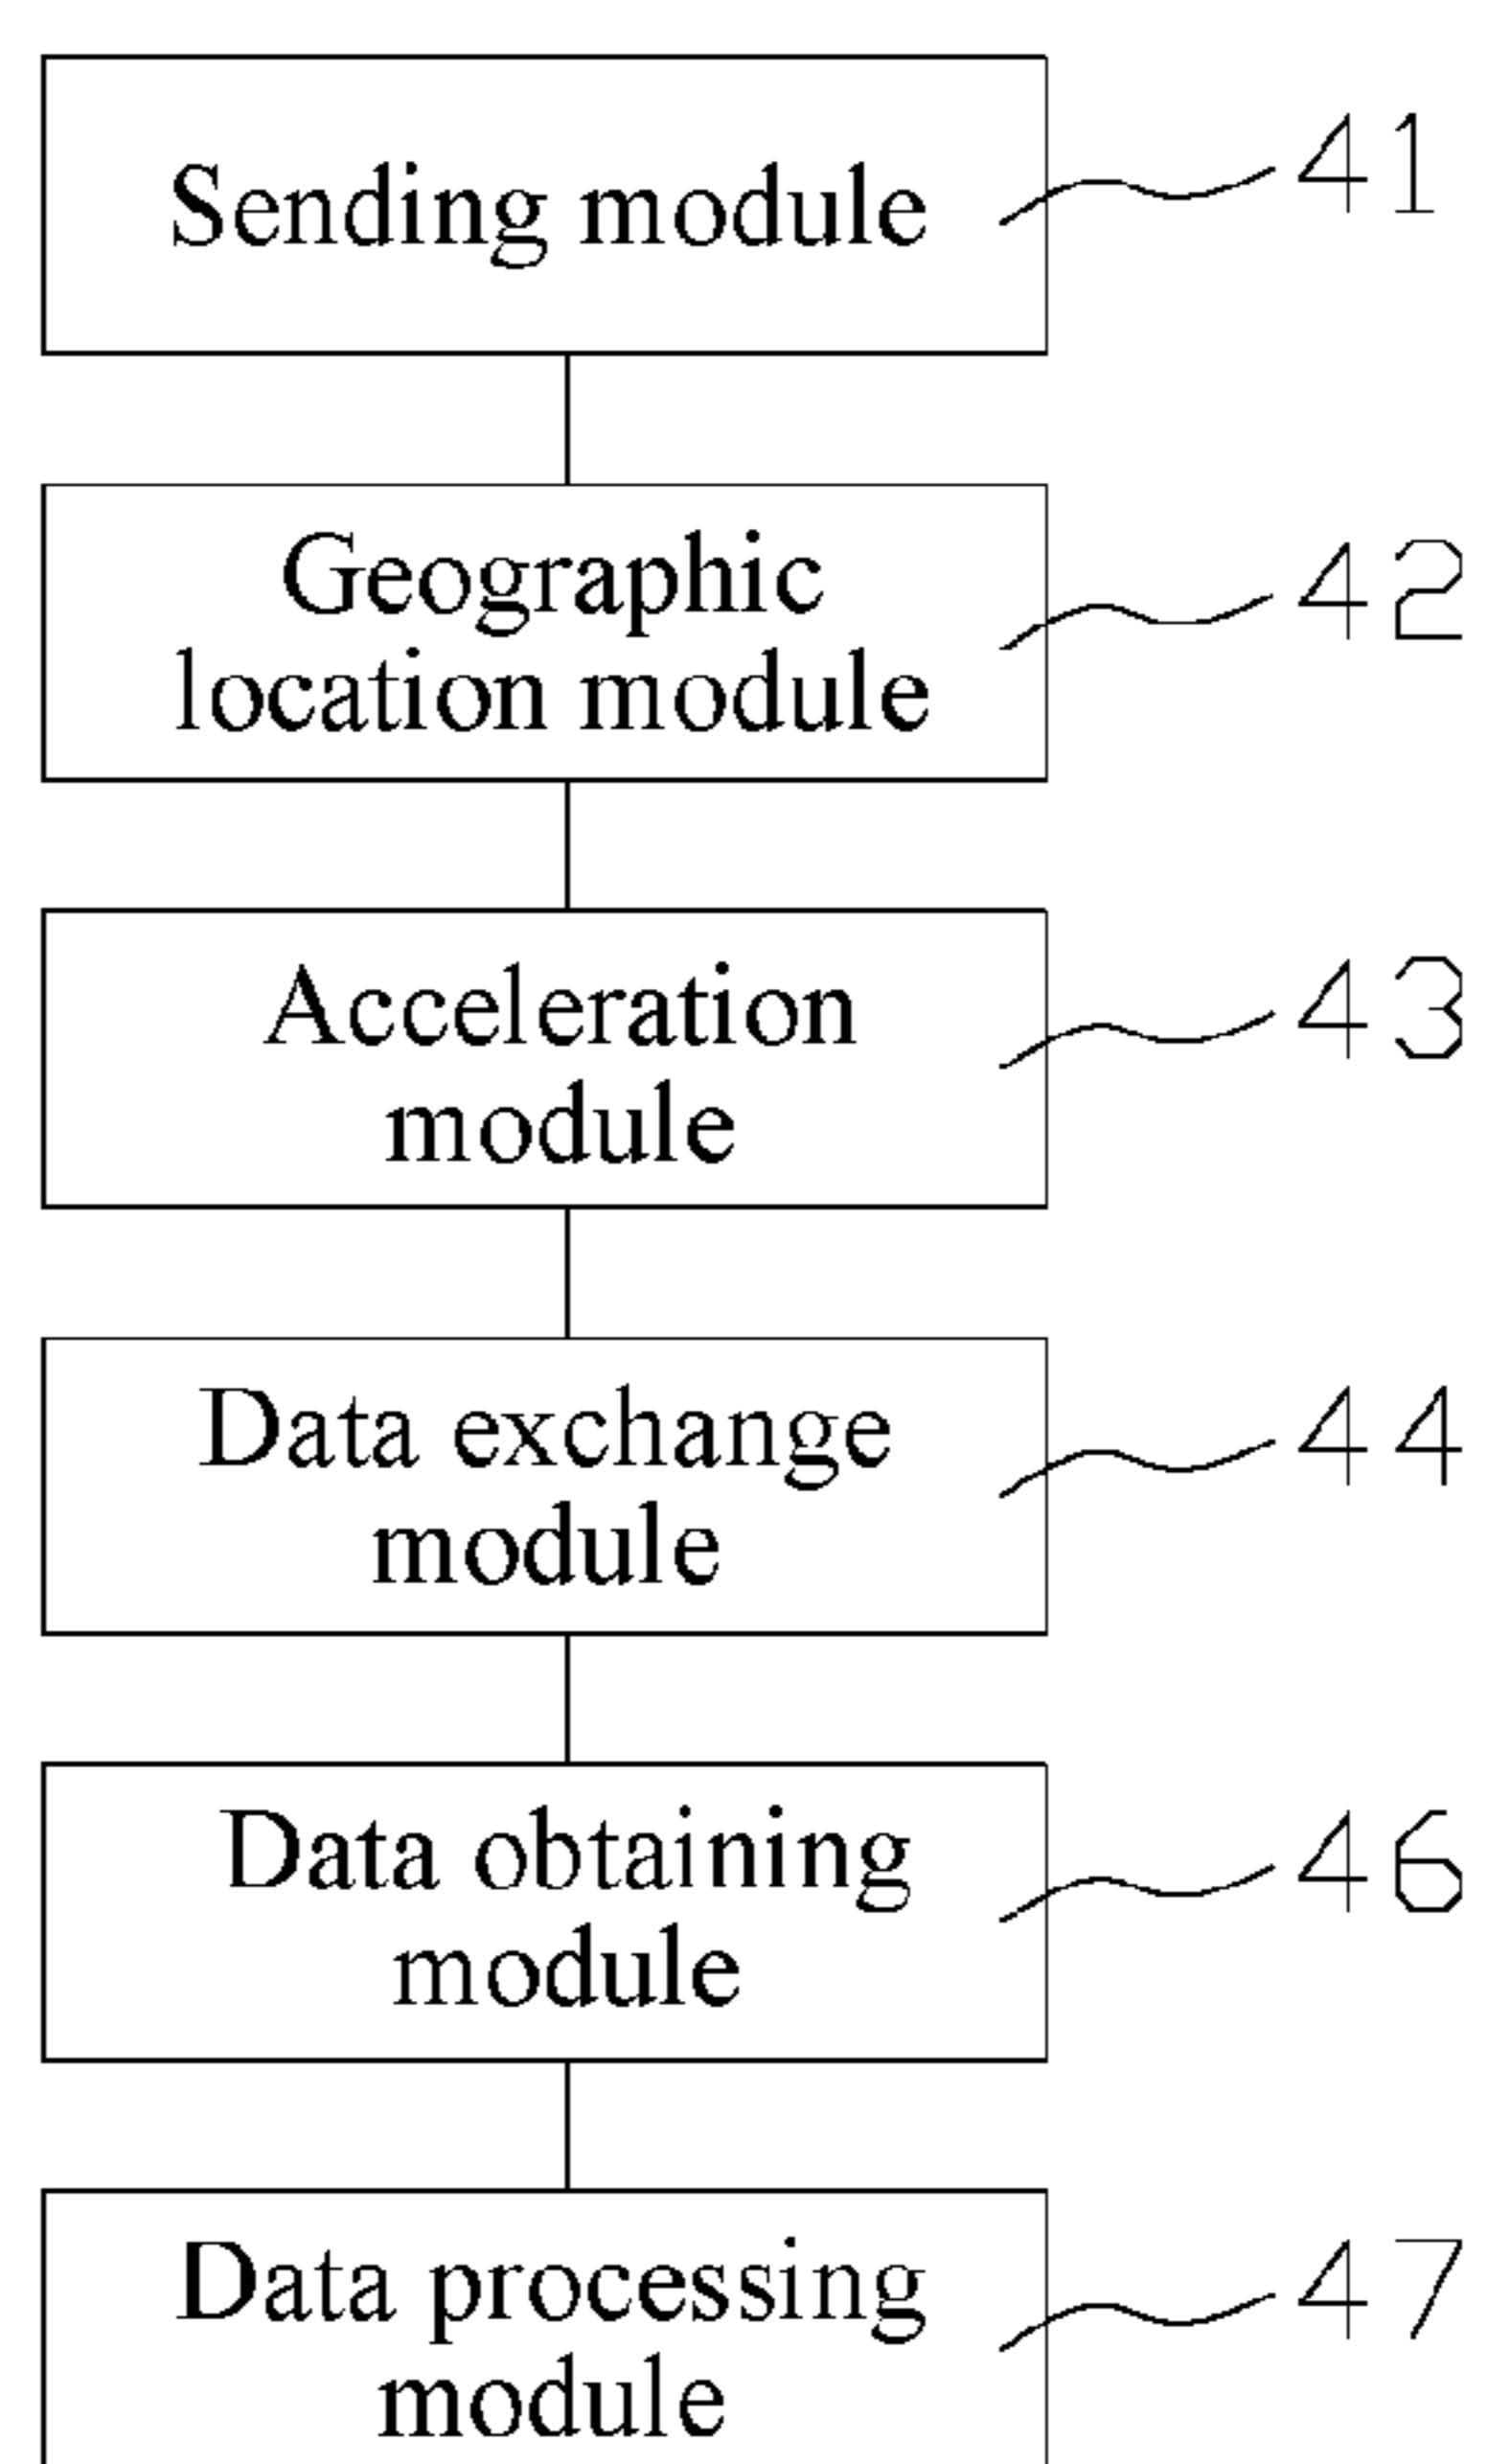 Sending module
41
Geographic
location module
42
Acceleration
module
43
Data exchange
module
44
Data obtaining
module
46
Data processing
module
47